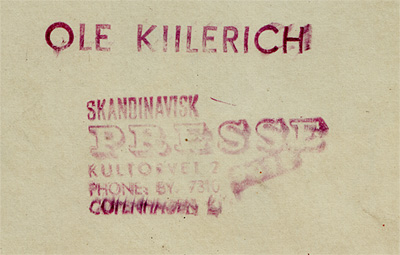 OLE KIILERICH
SKANDINAVISK
PRESSE
KULTORVET 2
PHONE: BY. 7310
COPENHAGEN